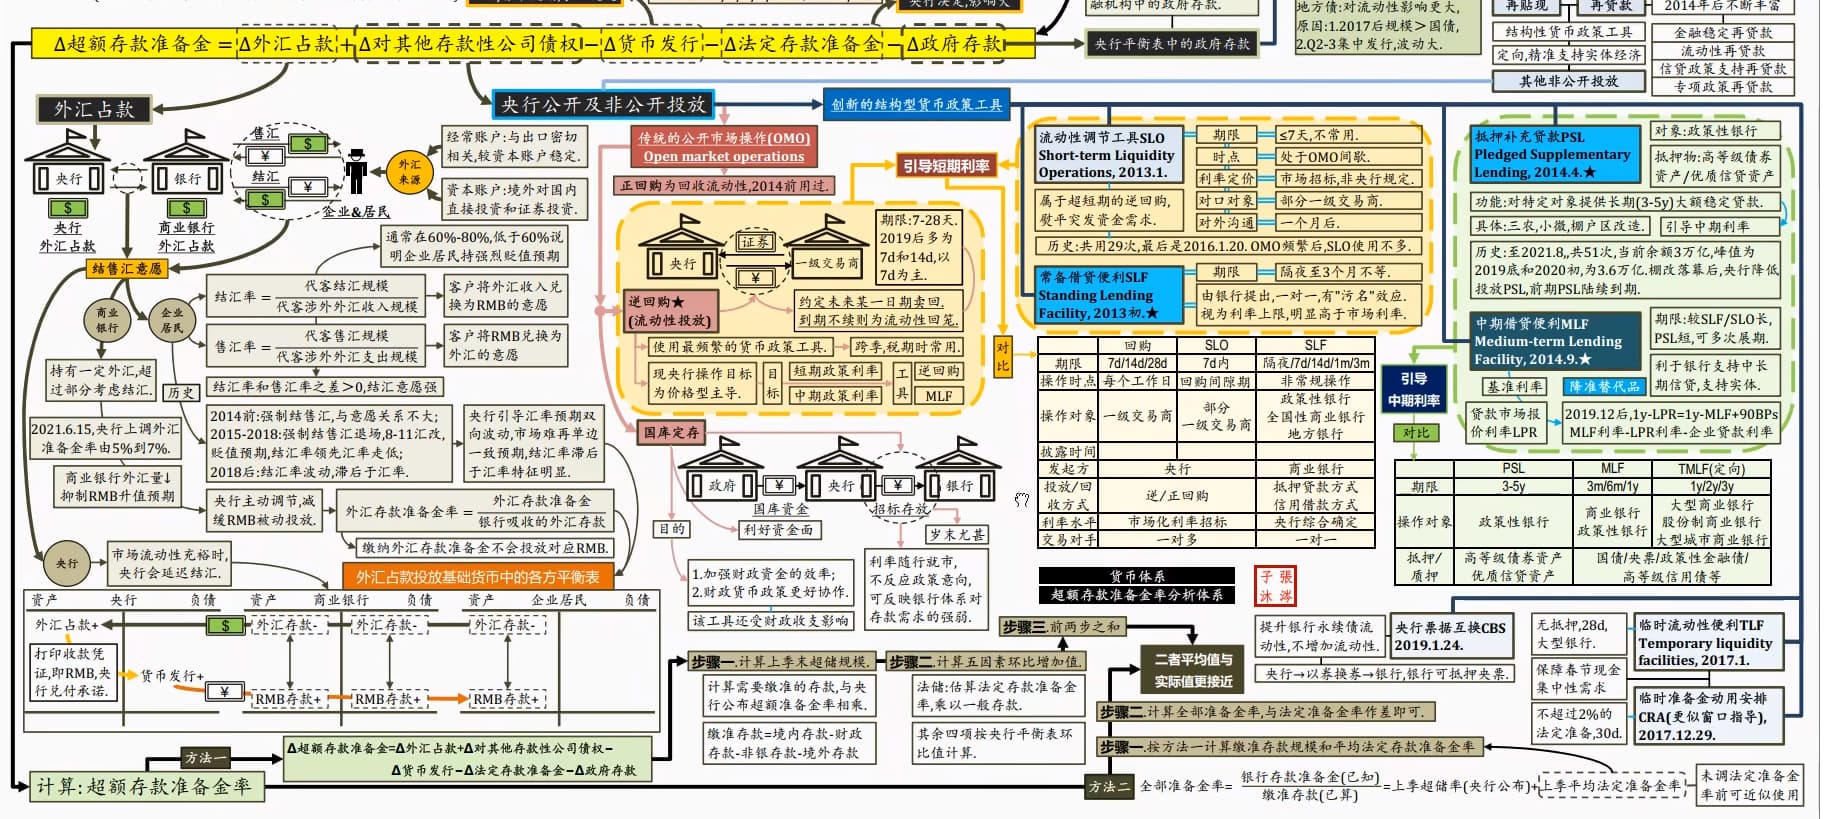 央行决定,影响大
融机构中的政府存款.
地方债:对流动性影响更大,
原因:1.2017后规模＞国债,
2.Q2-3集中发行,波动大.
再贴现
再贷款
2014年后不断丰富
结构性货币政策工具
金融稳定再贷款
定向,精准支持实体经济
流动性再贷款
信贷政策支持再贷款
其他非公开投放
专项政策再贷款
Δ超额存款准备金=Δ外汇占款+Δ对其他存款性公司债权-Δ货币发行-Δ法定存款准备金-Δ政府存款
央行平衡表中的政府存款
外汇占款
央行公开及非公开投放
创新的结构型货币政策工具
央行
银行
$
$
央行
外汇占款
商业银行
外汇占款
售汇
$
¥
结汇
¥
$
企业&居民
外汇
来源
经常账户:与出口密切
相关,较资本账户稳定.
资本账户:境外对国内
直接投资和证券投资.
结售汇意愿
商业
银行
企业
居民
通常在60%-80%,低于60%说
明企业居民持强烈贬值预期
结汇率=
代客结汇规模
代客涉外外汇收入规模
客户将外汇收入兑
换为RMB的意愿
售汇率=
代客售汇规模
代客涉外外汇支出规模
客户将RMB兑换为
外汇的意愿
结汇率和售汇率之差＞0,结汇意愿强
持有一定外汇,超
过部分考虑结汇.
历史
2021.6.15,央行上调外汇
准备金率由5%到7%.
商业银行外汇量↓
抑制RMB升值预期
2014前:强制结售汇,与意愿关系不大;
2015-2018:强制结售汇退场,8-11汇改,
贬值预期,结汇率领先汇率走低;
2018后:结汇率波动,滞后于汇率.
央行引导汇率预期双
向波动,市场难再单边
一致预期,结汇率滞后
于汇率特征明显.
央行主动调节,减
缓RMB被动投放.
外汇存款准备金率=
外汇存款准备金
银行吸收的外汇存款
缴纳外汇存款准备金不会投放对应RMB.
央行
市场流动性充裕时,
央行会延迟结汇.
外汇占款投放基础货币中的各方平衡表
资产 央行 负债
资产 商业银行 负债
资产 企业居民 负债
外汇占款+
$
外汇存款-
外汇存款-
外汇存款-
打印收款凭
证,即RMB,央
行兑付承诺.
货币发行+
¥
RMB存款+
RMB存款+
RMB存款+
传统的公开市场操作(OMO)
Open market operations
正回购为回收流动性,2014前用过.
引导短期利率
央行
证券
¥
一级交易商
期限:7-28天.
2019后多为
7d和14d,以
7d为主.
逆回购★
(流动性投放)
约定未来某一日期卖回.
到期不续则为流动性回笼.
使用最频繁的货币政策工具.
跨季,税期时常用.
现央行操作目标
为价格型主导.
目
标
短期政策利率
中期政策利率
工
具
逆回购
MLF
国库定存
政府
¥
央行
¥
银行
国库资金
招标存放
目的
利好资金面
岁末尤甚
1.加强财政资金的效率;
2.财政货币政策更好协作.
该工具还受财政收支影响
利率随行就市,
不反应政策意向,
可反映银行体系对
存款需求的强弱.
流动性调节工具SLO
Short-term Liquidity
Operations, 2013.1.
期限
≤7天,不常用.
时点
处于OMO间歇.
利率定价
市场招标,非央行规定.
对口对象
部分一级交易商.
对外沟通
一个月后.
属于超短期的逆回购,
熨平突发资金需求.
历史:共用29次,最后是2016.1.20. OMO频繁后,SLO使用不多.
常备借贷便利SLF
Standing Lending
Facility, 2013初.★
期限
隔夜至3个月不等.
由银行提出,一对一,有"污名"效应.
视为利率上限,明显高于市场利率.
对
比
回购 SLO SLF
期限 7d/14d/28d 7d内 隔夜/7d/14d/1m/3m
操作时点 每个工作日 回购间隙期 非常规操作
操作对象 一级交易商 部分
一级交易商 政策性银行
全国性商业银行
地方银行
披露时间
发起方 央行 商业银行
投放/回
收方式 逆/正回购 抵押贷款方式
信用借款方式
利率水平 市场化利率招标 央行综合确定
交易对手 一对多 一对一
货币体系
超额存款准备金率分析体系
子 張
沐 涔
抵押补充贷款PSL
Pledged Supplementary
Lending, 2014.4.★
对象:政策性银行
抵押物:高等级债券
资产/优质信贷资产
功能:对特定对象提供长期(3-5y)大额稳定贷款.
具体:三农,小微,棚户区改造.
引导中期利率
历史:至2021.8,,共51次,当前余额3万亿,峰值为
2019底和2020初,为3.6万亿.棚改落幕后,央行降低
投放PSL,前期PSL陆续到期.
中期借贷便利MLF
Medium-term Lending
Facility, 2014.9.★
期限:较SLF/SLO长,
PSL短,可多次展期.
利于银行支持中长
期信贷,支持实体.
引导
中期利率
基准利率
降准替代品
贷款市场报
价利率LPR
2019.12后,1y-LPR=1y-MLF+90BPs
MLF利率-LPR利率-企业贷款利率
对比
PSL MLF TMLF(定向)
期限 3-5y 3m/6m/1y 1y/2y/3y
操作对象 政策性银行 商业银行
政策性银行 大型商业银行
股份制商业银行
大型城市商业银行
抵押/
质押 高等级债券资产
优质信贷资产 国债/央票/政策性金融债/
高等级信用债等
提升银行永续债流
动性,不增加流动性.
央行票据互换CBS
2019.1.24.
央行→以券换券→银行,银行可抵押央票.
无抵押,28d,
大型银行.
临时流动性便利TLF
Temporary liquidity
facilities, 2017.1.
保障春节现金
集中性需求
不超过2%的
法定准备,30d.
临时准备金动用安排
CRA(更似窗口指导),
2017.12.29.
步骤三.前两步之和
二者平均值与
实际值更接近
步骤一.计算上季末超储规模.
步骤二.计算五因素环比增加值.
计算需要缴准的存款,与央
行公布超额准备金率相乘.
缴准存款=境内存款-财政
存款-非银存款-境外存款
法储:估算法定存款准备金
率,乘以一般存款.
其余四项按央行平衡表环
比值计算.
步骤二.计算全部准备金率,与法定准备金率作差即可.
步骤一.按方法一计算缴准存款规模和平均法定存款准备金率
方法一
Δ超额存款准备金=Δ外汇占款+Δ对其他存款性公司债权-
Δ货币发行-Δ法定存款准备金-Δ政府存款
计算:超额存款准备金率
方法二
全部准备金率=
银行存款准备金(已知)
缴准存款(已算)
=上季超储率(央行公布)+上季平均法定准备金率
未调法定准备金
率前可近似使用